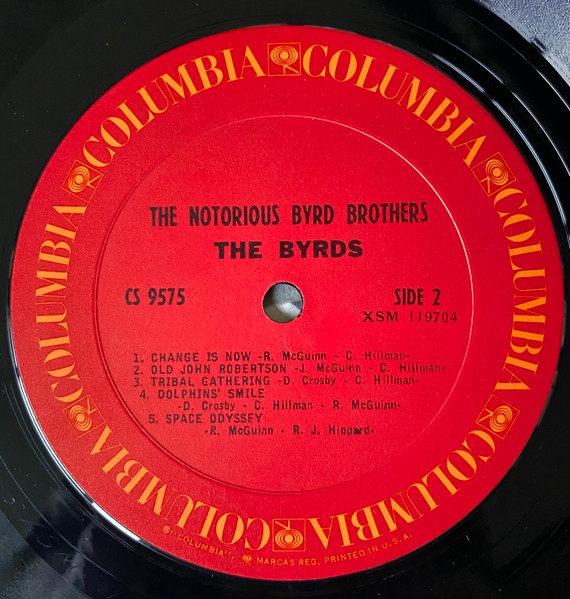 COLUMBIA COLUMBIA COLUMBIA COLUMBIA COLUMBIA COLUMBIA COLUMBIA
THE NOTORIOUS BYRD BROTHERS
THE BYRDS
CS 9575
SIDE 2
XSM 119704
1. CHANGE IS NOW -R. McGuinn - C. Hillman-
2. OLD JOHN ROBERTSON -J. McGuinn - C. Hillman-
3. TRIBAL GATHERING -D. Crosby - C. Hillman-
4. DOLPHINS' SMILE
-D. Crosby - C. Hillman - R. McGuinn-
5. SPACE ODYSSEY
-R. McGuinn - R. J. Hippard-
®"COLUMBIA", ® MARCAS REG. PRINTED IN U.S.A.